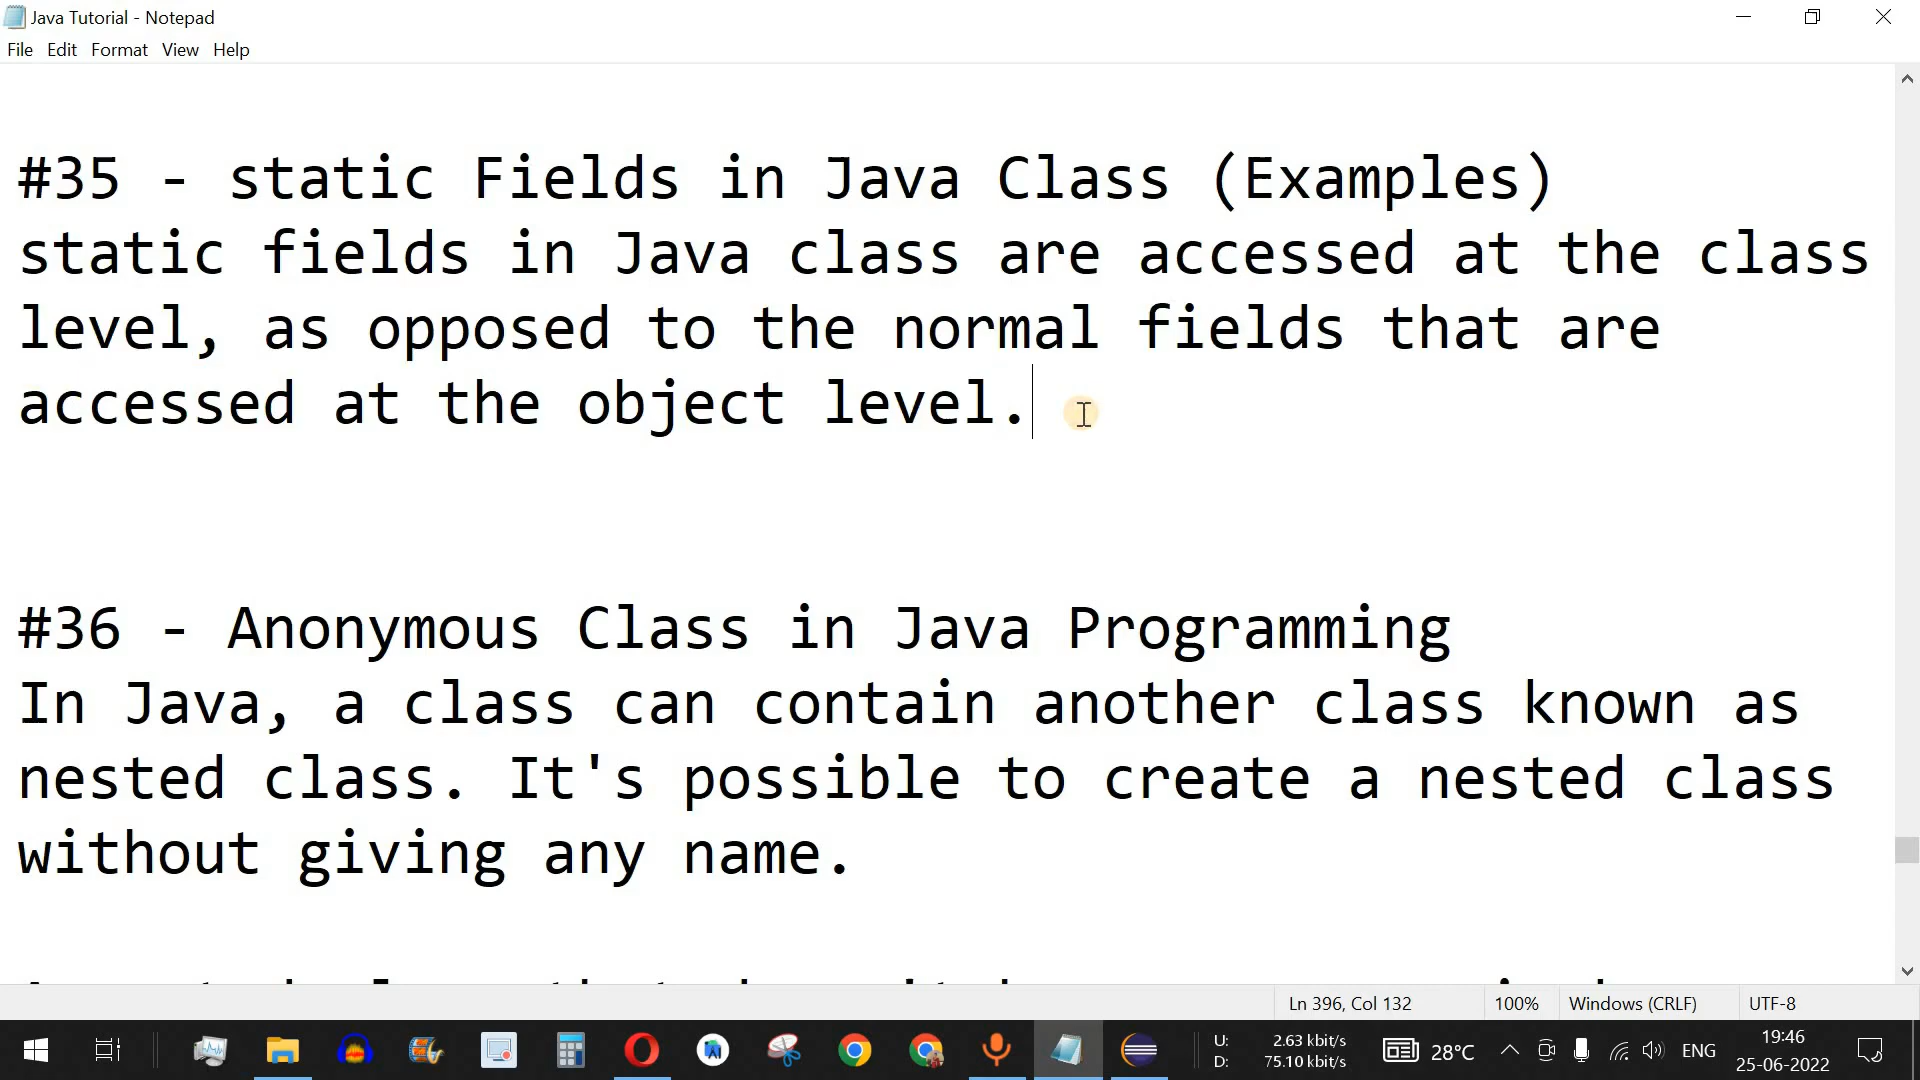 Java Tutorial - Notepad
File Edit Format View Help
#35 - static Fields in Java Class (Examples)
static fields in Java class are accessed at the class
level, as opposed to the normal fields that are
accessed at the object level.
#36 - Anonymous Class in Java Programming
In Java, a class can contain another class known as
nested class. It's possible to create a nested class
without giving any name.
Ln 396, Col 132 100% Windows (CRLF) UTF-8
U: 2.63 kbit/s
D: 75.10 kbit/s
28°C
ENG
19:46
25-06-2022